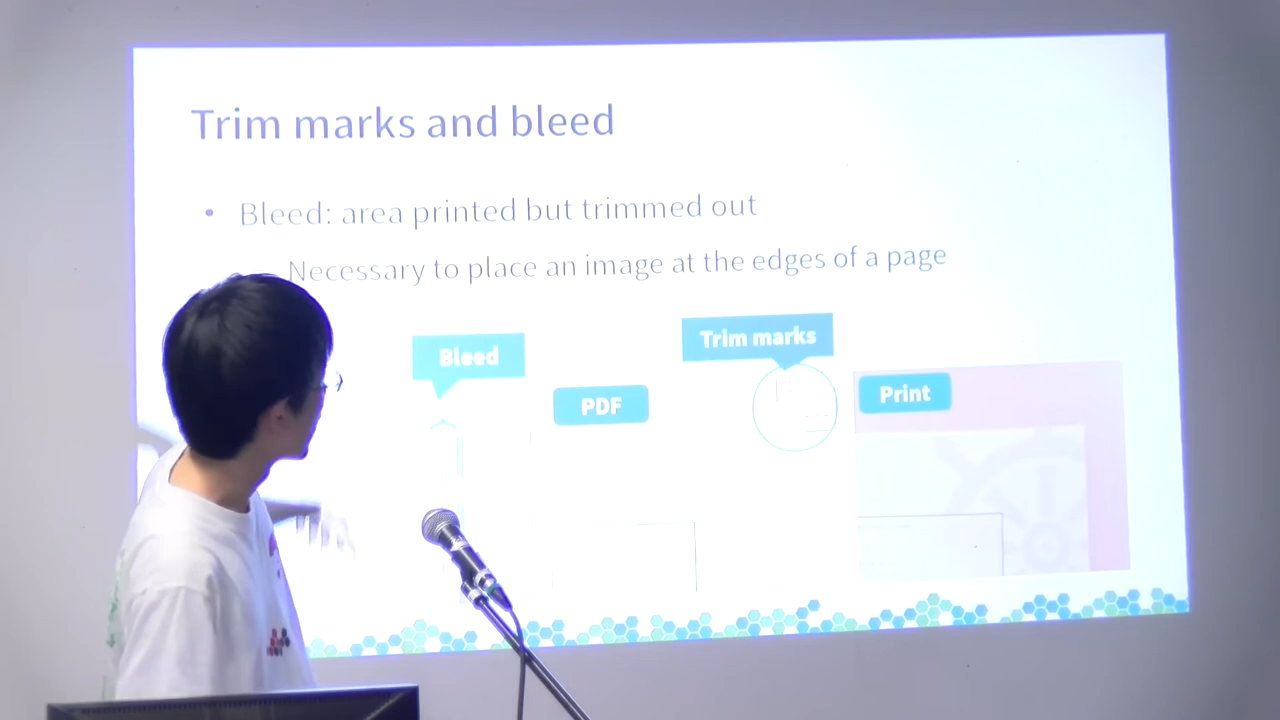 Trim marks and bleed
• Bleed: area printed but trimmed out
Necessary to place an image at the edges of a page
Bleed
PDF
Trim marks
Print